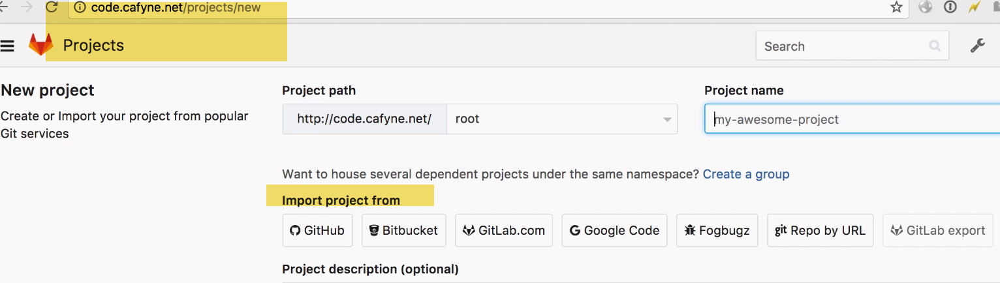 code.cafyne.net/projects/new
Projects
Search
New project
Create or Import your project from popular
Git services
Project path
http://code.cafyne.net/ root
Project name
my-awesome-project
Want to house several dependent projects under the same namespace? Create a group
Import project from
GitHub Bitbucket GitLab.com Google Code Fogbugz git Repo by URL GitLab export
Project description (optional)